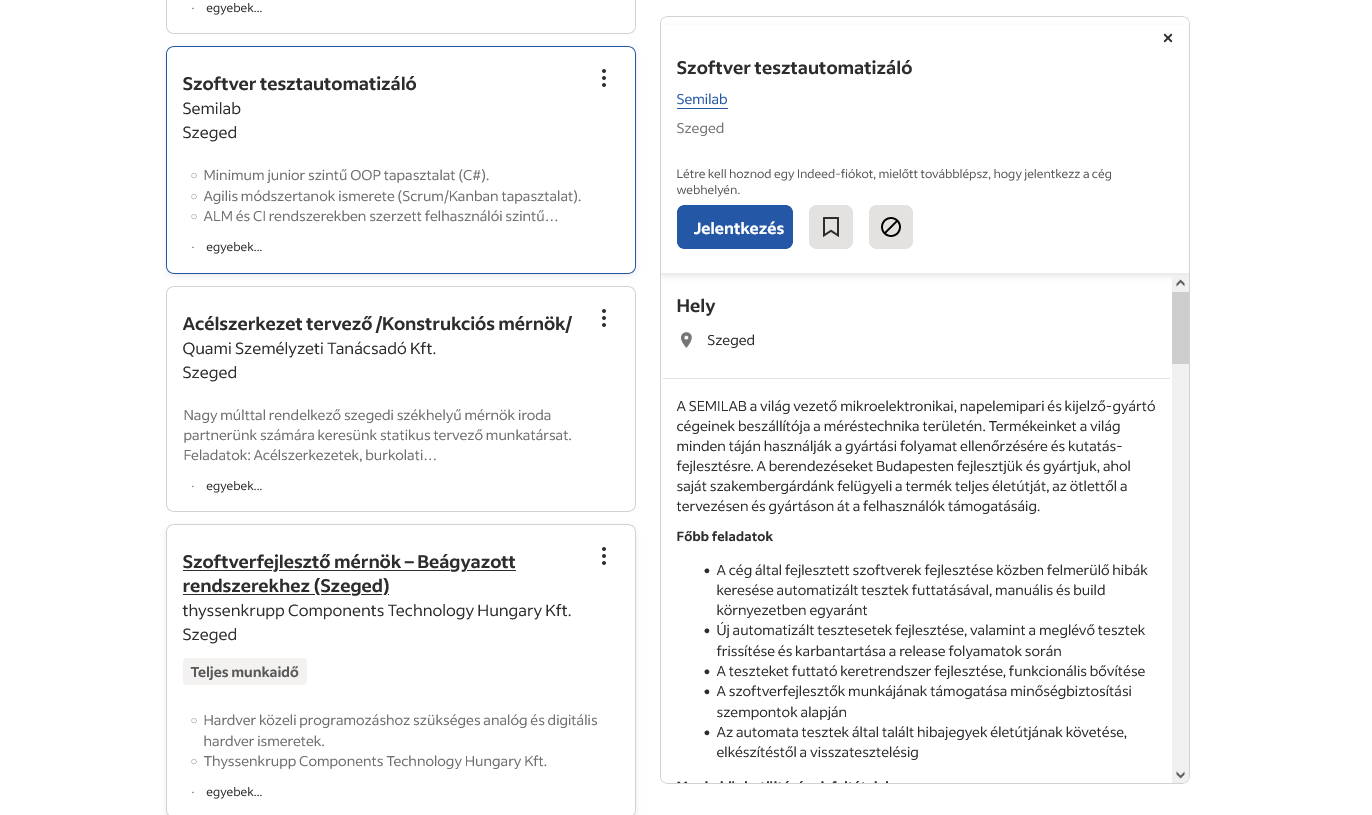 egyebek...
Szoftver tesztautomatizáló
Semilab
Szeged
Minimum junior szintű OOP tapasztalat (C#).
Agilis módszertanok ismerete (Scrum/Kanban tapasztalat).
ALM és CI rendszerekben szerzett felhasználói szintű…
egyebek...
Acélszerkezet tervező /Konstrukciós mérnök/
Quami Személyzeti Tanácsadó Kft.
Szeged
Nagy múlttal rendelkező szegedi székhelyű mérnök iroda
partnerünk számára keresünk statikus tervező munkatársat.
Feladatok: Acélszerkezetek, burkolati…
egyebek...
Szoftverfejlesztő mérnök – Beágyazott
rendszerekhez (Szeged)
thyssenkrupp Components Technology Hungary Kft.
Szeged
Teljes munkaidő
Hardver közeli programozáshoz szükséges analóg és digitális
hardver ismeretek.
Thyssenkrupp Components Technology Hungary Kft.
egyebek...
Szoftver tesztautomatizáló
Semilab
Szeged
Létre kell hoznod egy Indeed-fiókot, mielőtt továbblépsz, hogy jelentkezz a cég
webhelyén.
Jelentkezés
Hely
Szeged
A SEMILAB a világ vezető mikroelektronikai, napelemipari és kijelző-gyártó
cégeinek beszállítója a méréstechnika területén. Termékeinket a világ
minden táján használják a gyártási folyamat ellenőrzésére és kutatás-
fejlesztésre. A berendezéseket Budapesten fejlesztjük és gyártjuk, ahol
saját szakembergárdánk felügyeli a termék teljes életútját, az ötlettől a
tervezésen és gyártáson át a felhasználók támogatásáig.
Főbb feladatok
A cég által fejlesztett szoftverek fejlesztése közben felmerülő hibák
keresése automatizált tesztek futtatásával, manuális és build
környezetben egyaránt
Új automatizált tesztesetek fejlesztése, valamint a meglévő tesztek
frissítése és karbantartása a release folyamatok során
A teszteket futtató keretrendszer fejlesztése, funkcionális bővítése
A szoftverfejlesztők munkájának támogatása minőségbiztosítási
szempontok alapján
Az automata tesztek által talált hibajegyek életútjának követése,
elkészítéstől a visszatesztelésig